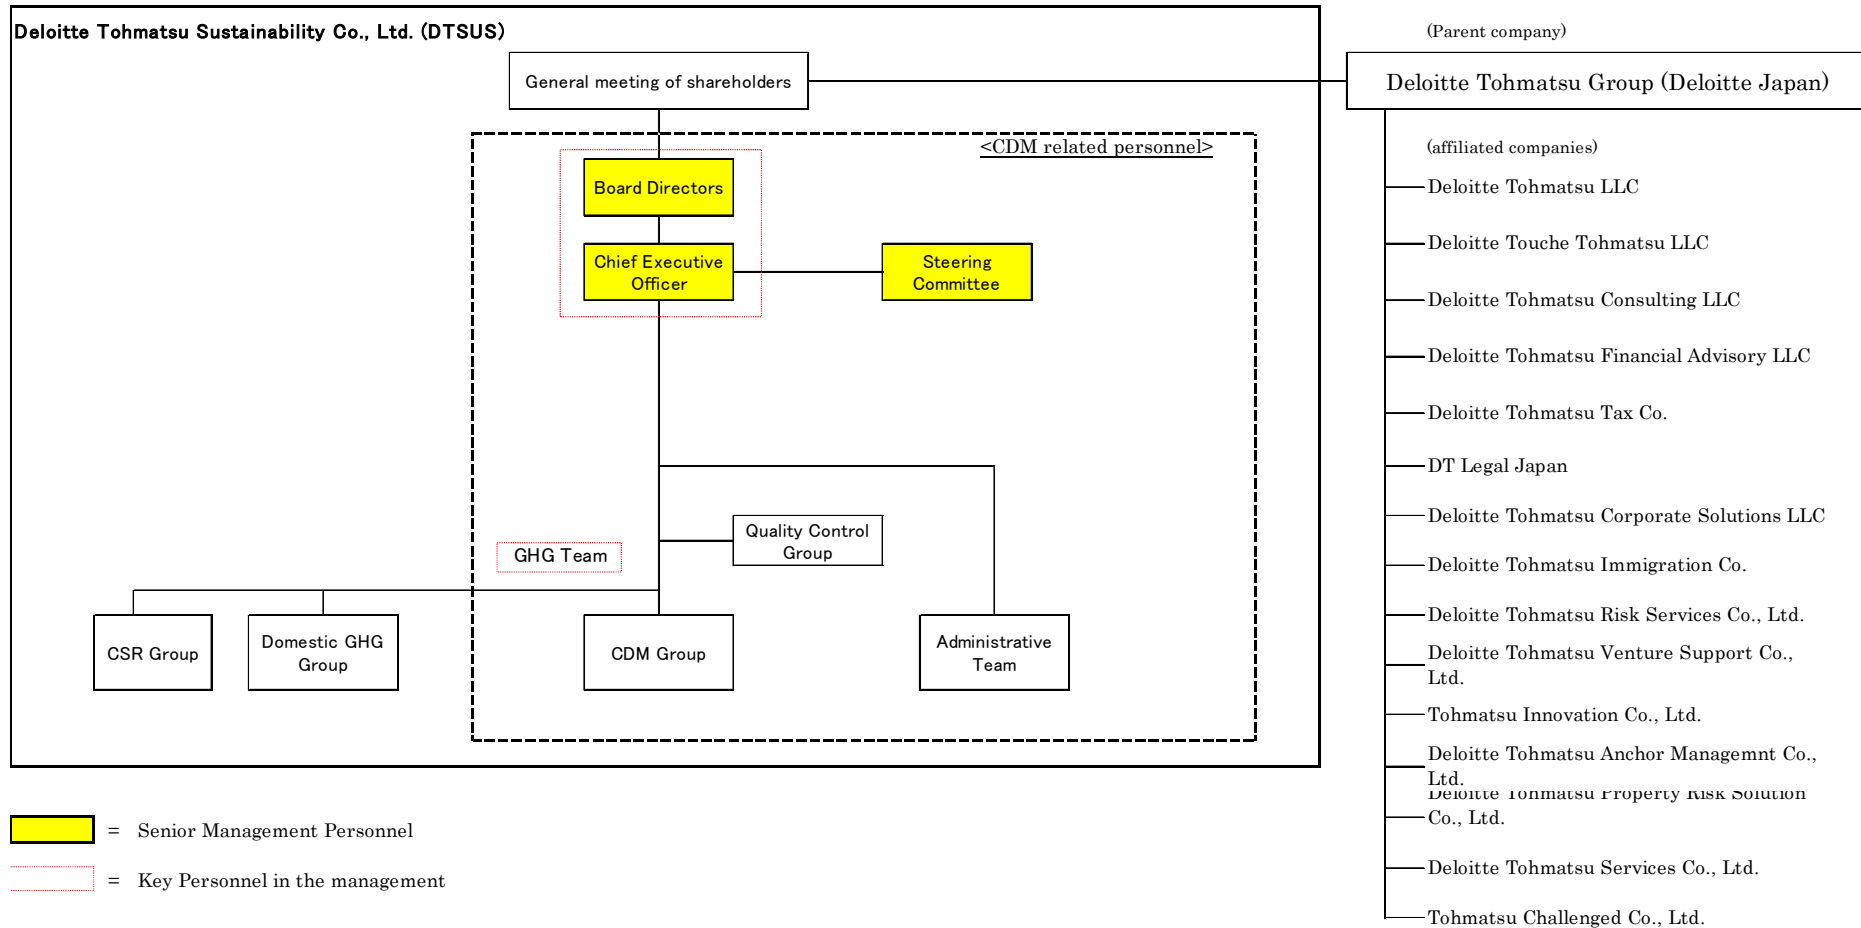 Deloitte Tohmatsu Sustainability Co., Ltd. (DTSUS)
General meeting of shareholders
<CDM related personnel>
Board Directors
Chief Executive
Officer
Steering
Committee
Quality Control
Group
GHG Team
CSR Group
Domestic GHG
Group
CDM Group
Administrative
Team
= Senior Management Personnel
= Key Personnel in the management
(Parent company)
Deloitte Tohmatsu Group (Deloitte Japan)
(affiliated companies)
Deloitte Tohmatsu LLC
Deloitte Touche Tohmatsu LLC
Deloitte Tohmatsu Consulting LLC
Deloitte Tohmatsu Financial Advisory LLC
Deloitte Tohmatsu Tax Co.
DT Legal Japan
Deloitte Tohmatsu Corporate Solutions LLC
Deloitte Tohmatsu Immigration Co.
Deloitte Tohmatsu Risk Services Co., Ltd.
Deloitte Tohmatsu Venture Support Co.,
Ltd.
Tohmatsu Innovation Co., Ltd.
Deloitte Tohmatsu Anchor Managemnt Co.,
Ltd.
Deloitte Tohmatsu Property Risk Solution
Co., Ltd.
Deloitte Tohmatsu Services Co., Ltd.
Tohmatsu Challenged Co., Ltd.